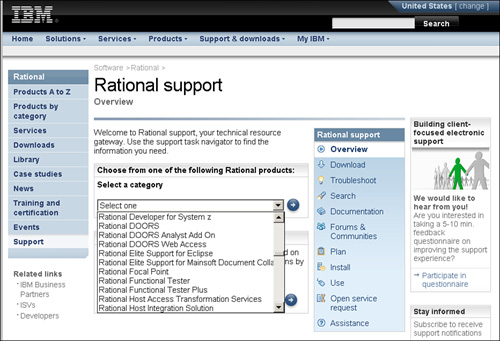 United States [ change ]
IBM
Search
Home Solutions Services Products Support & downloads My IBM
Rational
Products A to Z
Products by
category
Services
Downloads
Library
Case studies
News
Training and
certification
Events
Support
Related links
IBM Business
Partners
ISVs
Developers
Software > Rational >
Rational support
Overview
Welcome to Rational support, your technical resource
gateway. Use the support task navigator to find the
information you need.
Choose from one of the following Rational products:
Select a category
Select one
Rational Developer for System z
Rational DOORS
Rational DOORS Analyst Add On
Rational DOORS Web Access
Rational Elite Support for Eclipse
Rational Elite Support for Mainsoft Document Colla
Rational Focal Point
Rational Functional Tester
Rational Functional Tester Plus
Rational Host Access Transformation Services
Rational Host Integration Solution
d on
ns by
Rational support
Overview
Download
Troubleshoot
Search
Documentation
Forums &
Communities
Plan
Install
Use
Open service
request
Assistance
Building client-
focused electronic
support
We would like to
hear from you!
Are you interested in
taking a 5-10 min.
feedback
questionnaire on
improving the support
experience?
Participate in
questionnaire
Stay informed
Subscribe to receive
support notifications